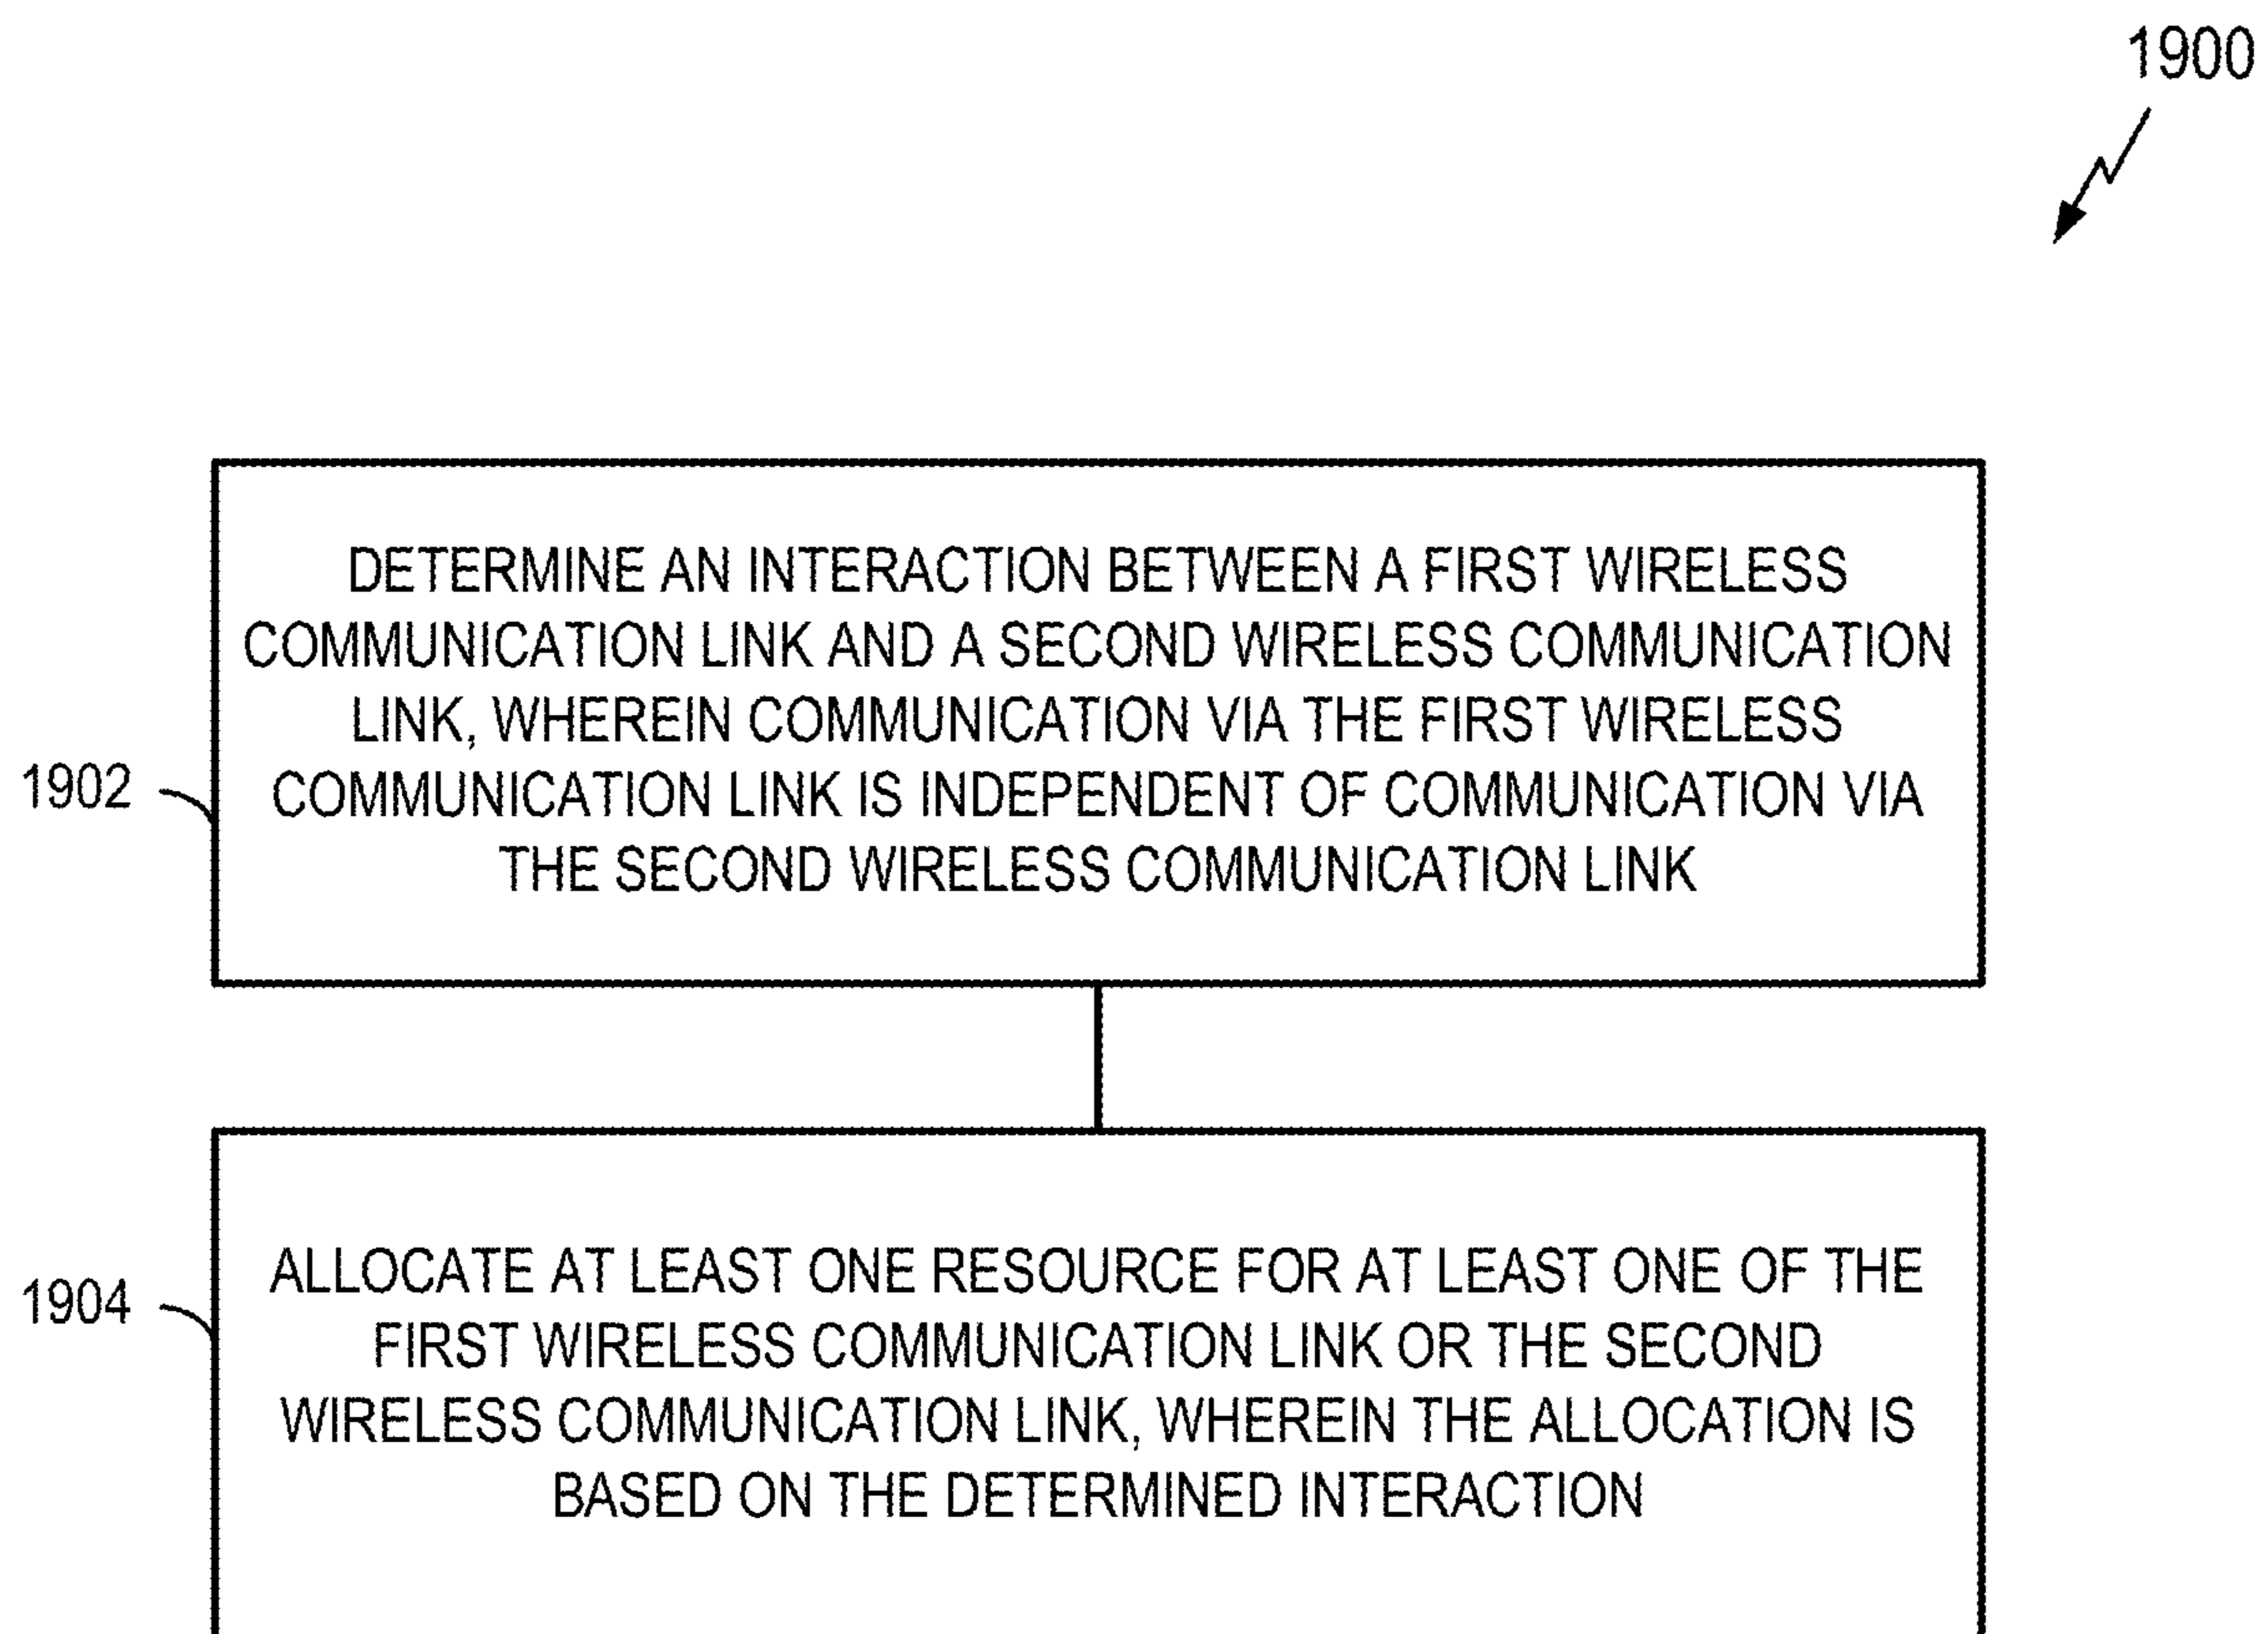 1900
DETERMINE AN INTERACTION BETWEEN A FIRST WIRELESS
COMMUNICATION LINK AND A SECOND WIRELESS COMMUNICATION
LINK, WHEREIN COMMUNICATION VIA THE FIRST WIRELESS
COMMUNICATION LINK IS INDEPENDENT OF COMMUNICATION VIA
THE SECOND WIRELESS COMMUNICATION LINK
1902
ALLOCATE AT LEAST ONE RESOURCE FOR AT LEAST ONE OF THE
FIRST WIRELESS COMMUNICATION LINK OR THE SECOND
WIRELESS COMMUNICATION LINK, WHEREIN THE ALLOCATION IS
BASED ON THE DETERMINED INTERACTION
1904